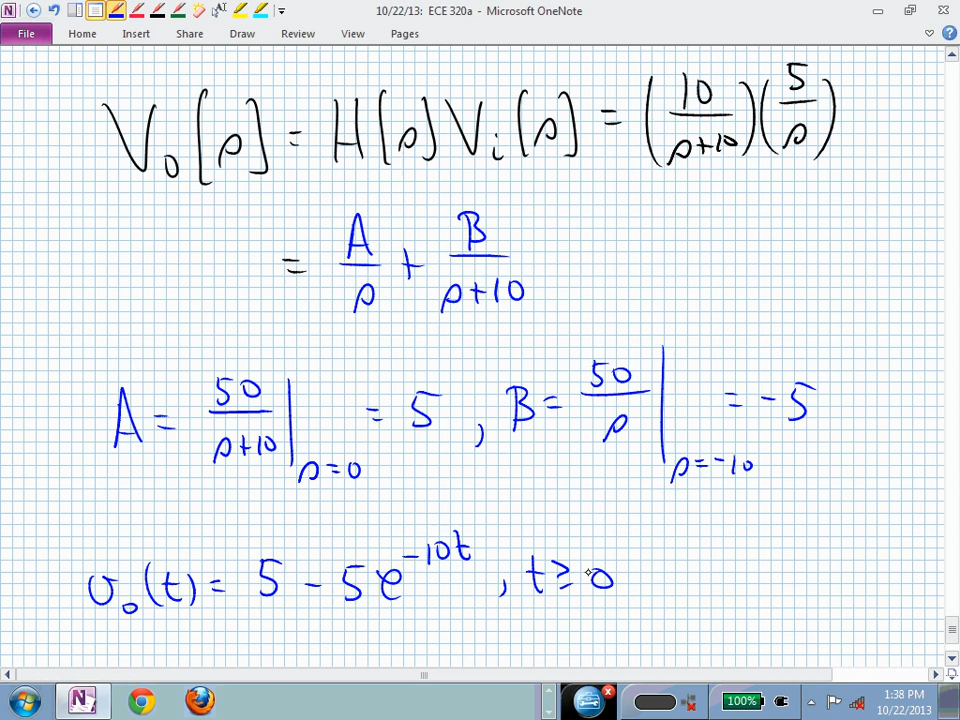 10/22/13: ECE 320a - Microsoft OneNote
File Home Insert Share Draw Review View Pages
V₀[s] = H[s] Vᵢ[s] = (10/(s+10)) (5/s)
= A/s + B/(s+10)
A = 50/(s+10) |s=0 = 5 , B = 50/s |s=-10 = -5
v₀(t) = 5 - 5e^(-10t) , t ≥ 0
100%
1:38 PM
10/22/2013